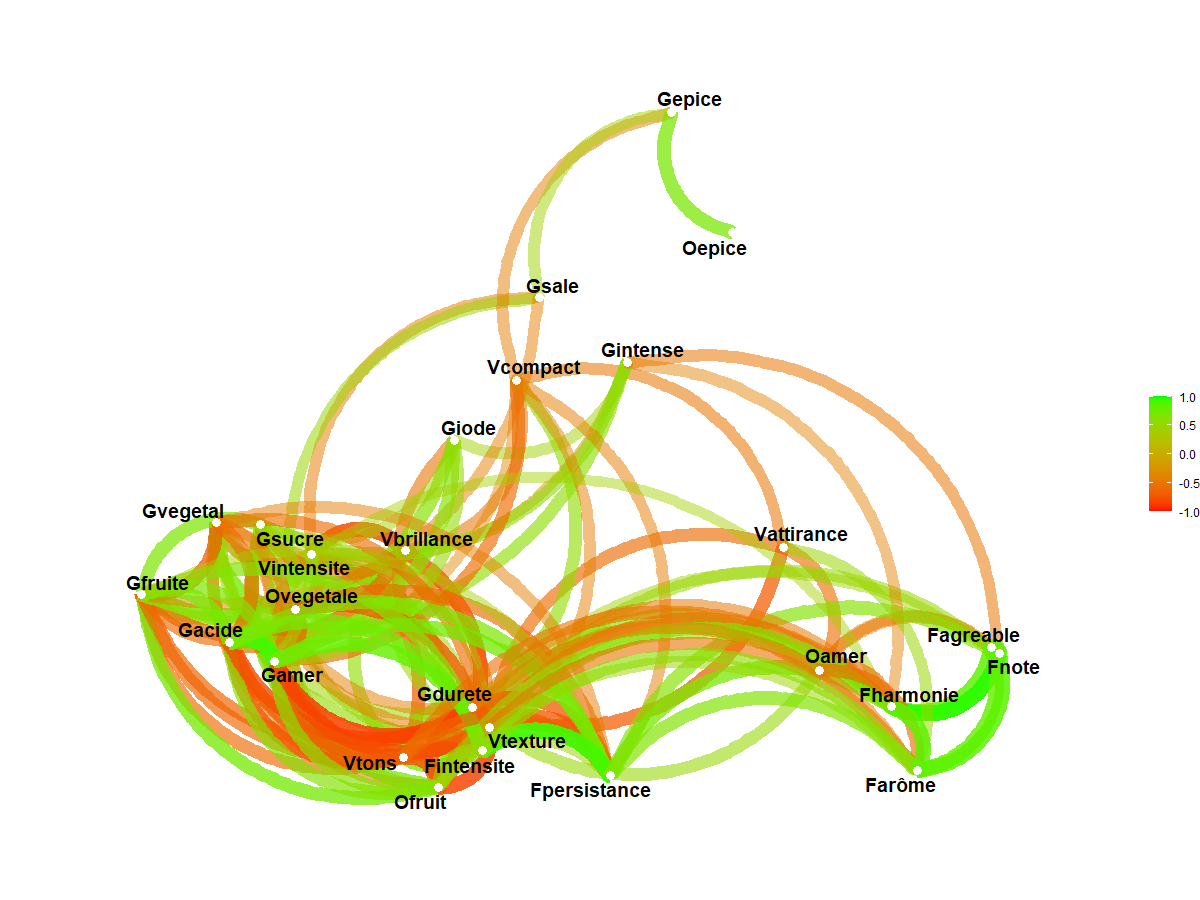 Gepice
Oepice
Gsale
Gintense
Vcompact
1.0
0.5
0.0
-0.5
-1.0
Giode
Gvegetal
Gsucre
Vbrillance
Vattirance
Vintensite
Gfruite
Ovegetale
Gacide
Fagreable
Oamer
Fnote
Gamer
Gdurete
Fharmonie
Vtexture
Vtons
Fintensite
Fpersistance
Farôme
Ofruit